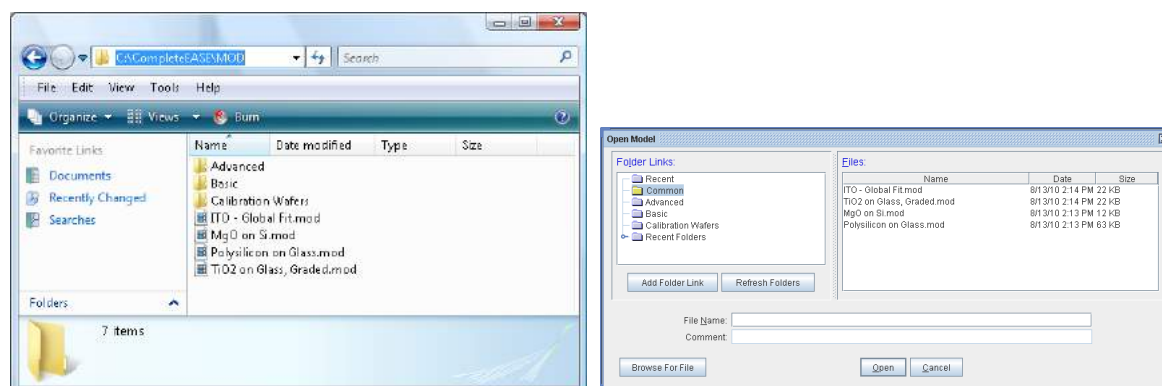 C:\CompleteEASE\MOD Search
File Edit View Tools Help
Organize Views Burn
Favorite Links
Documents
Recently Changed
Searches
Folders
Name Date modified Type Size
Advanced
Basic
Calibration Wafers
ITO - Global Fit.mod
MgO on Si.mod
Polysilicon on Glass.mod
TiO2 on Glass, Graded.mod
7 items
Open Model
Folder Links:
Recent
Common
Advanced
Basic
Calibration Wafers
Recent Folders
Add Folder Link Refresh Folders
Files:
Name Date Size
ITO - Global Fit.mod 8/13/10 2:14 PM 22 KB
TiO2 on Glass, Graded.mod 8/13/10 2:14 PM 22 KB
MgO on Si.mod 8/13/10 2:13 PM 12 KB
Polysilicon on Glass.mod 8/13/10 2:13 PM 63 KB
File Name:
Comment:
Browse For File Open Cancel